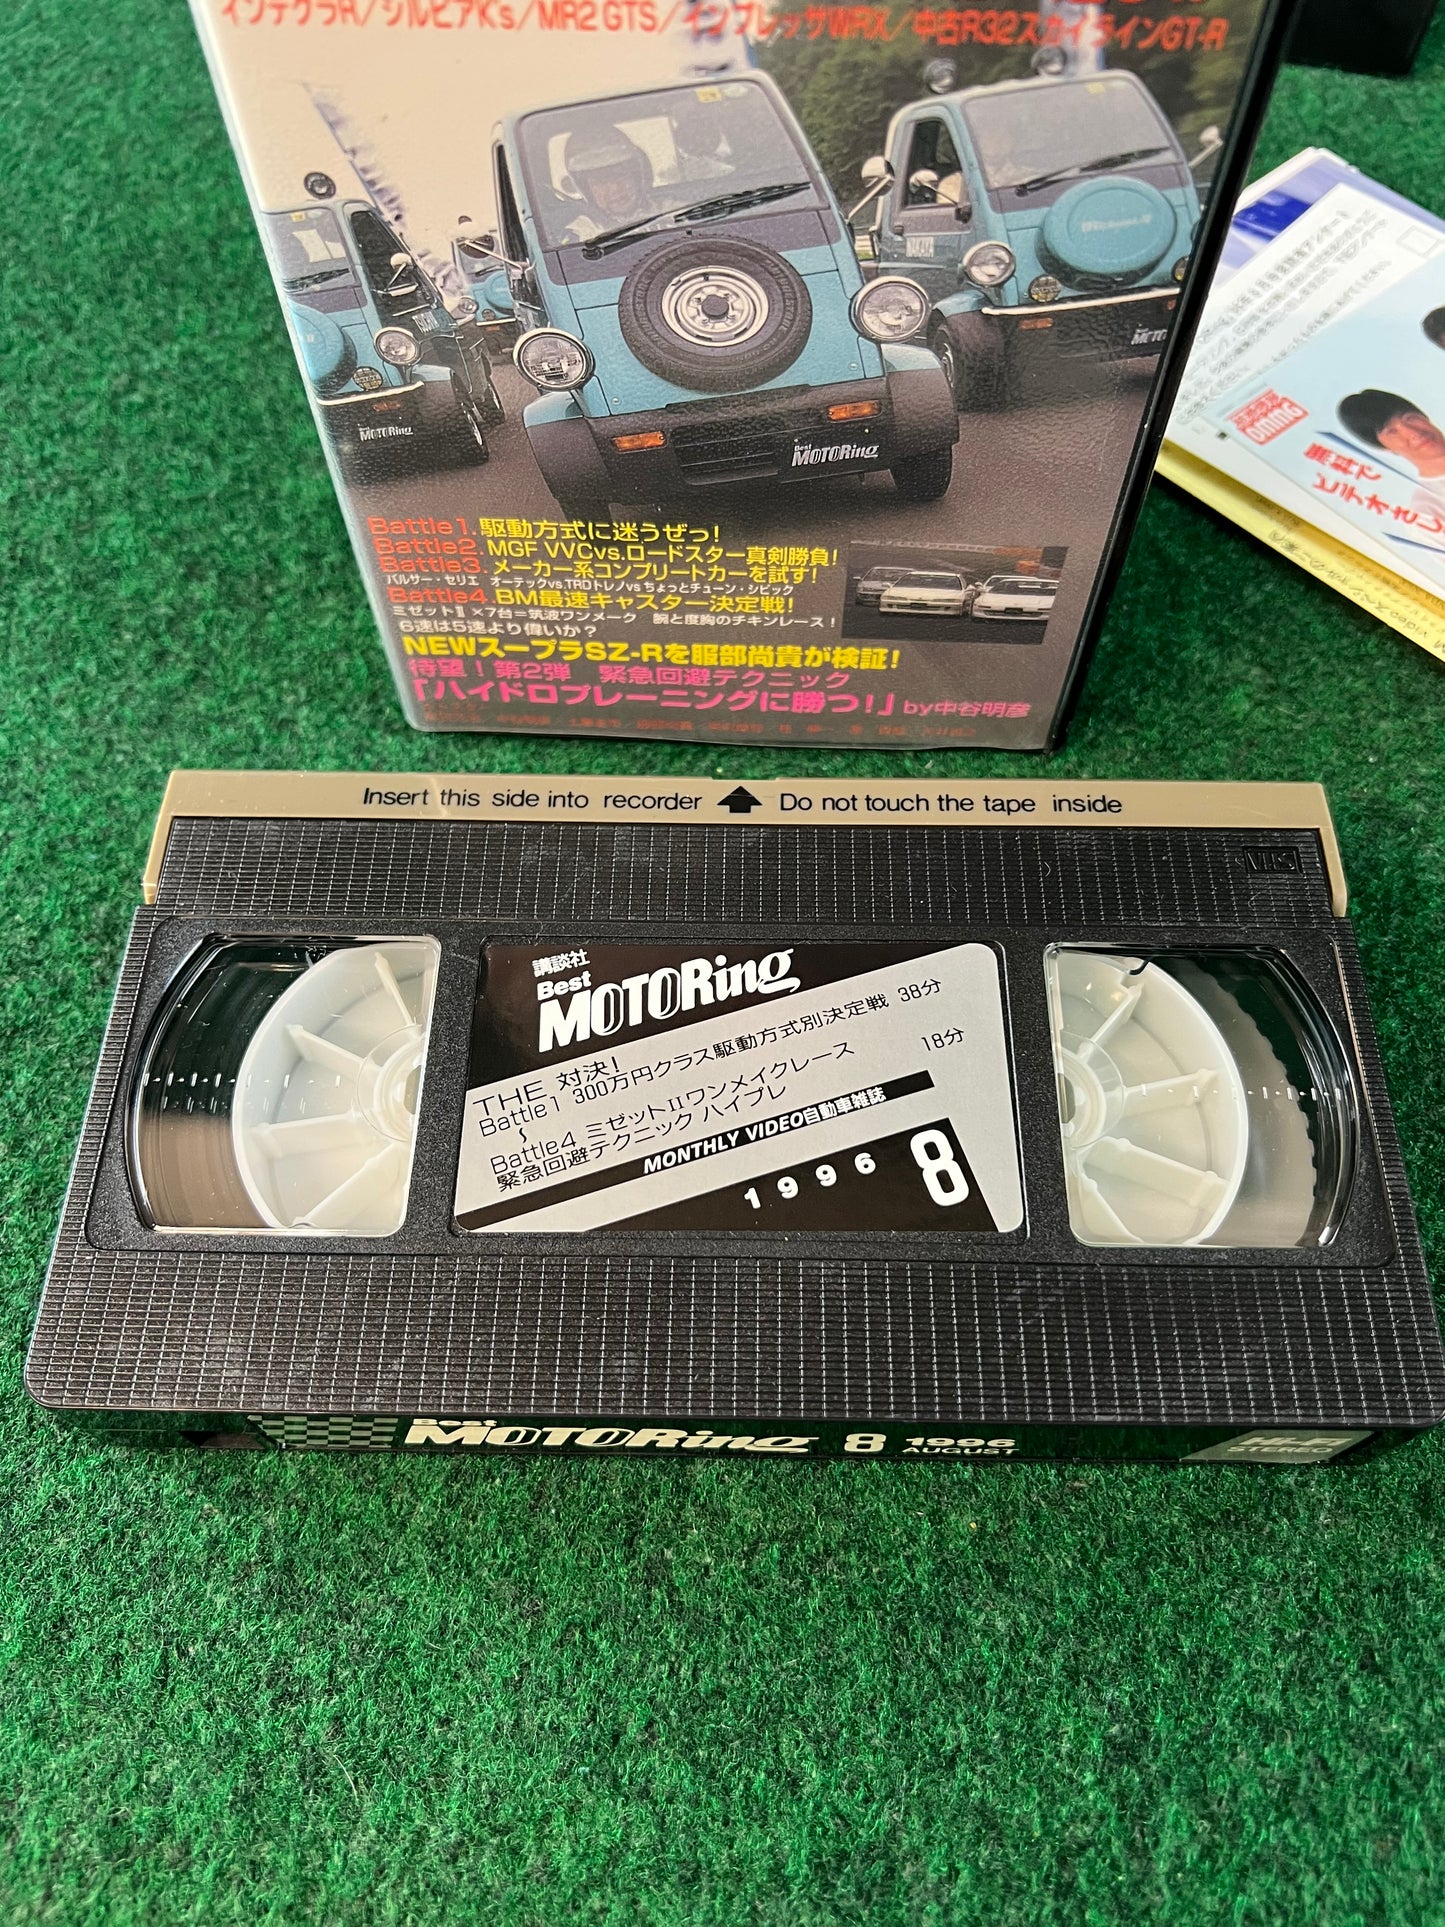 インテグラR/シルビアK's/MR2 GTS/インプレッサWRX/中古R32スカイラインGT-R
Best MOTORing
Best MOTORing
Battle1.駆動方式に迷うぜっ!
Battle2.MGF VVCvs.ロードスター真剣勝負!
Battle3.メーカー系コンプリートカーを試す!
パルサー・セリエ オーテックvs.TRDトレノvsちょっとチューン・シビック
Battle4.BM最速キャスター決定戦!
ミゼットⅡ×7台=筑波ワンメーク 腕と度胸のチキンレース!
6速は5速より偉いか?
NEWスープラSZ-Rを服部尚貴が検証!
待望!第2弾 緊急回避テクニック
「ハイドロプレーニングに勝つ!」by中谷明彦
無料で
Insert this side into recorder
Do not touch the tape inside
VHS
講談社
Best
MOTORing
THE 対決!
Battle1 300万円クラス駆動方式別決定戦 38分
~
Battle4 ミゼットIIワンメイクレース 18分
緊急回避テクニック ハイプレ
MONTHLY VIDEO自動車雑誌
1996 8
Best
MOTORing 8 1996
AUGUST
Hi-Fi
STEREO